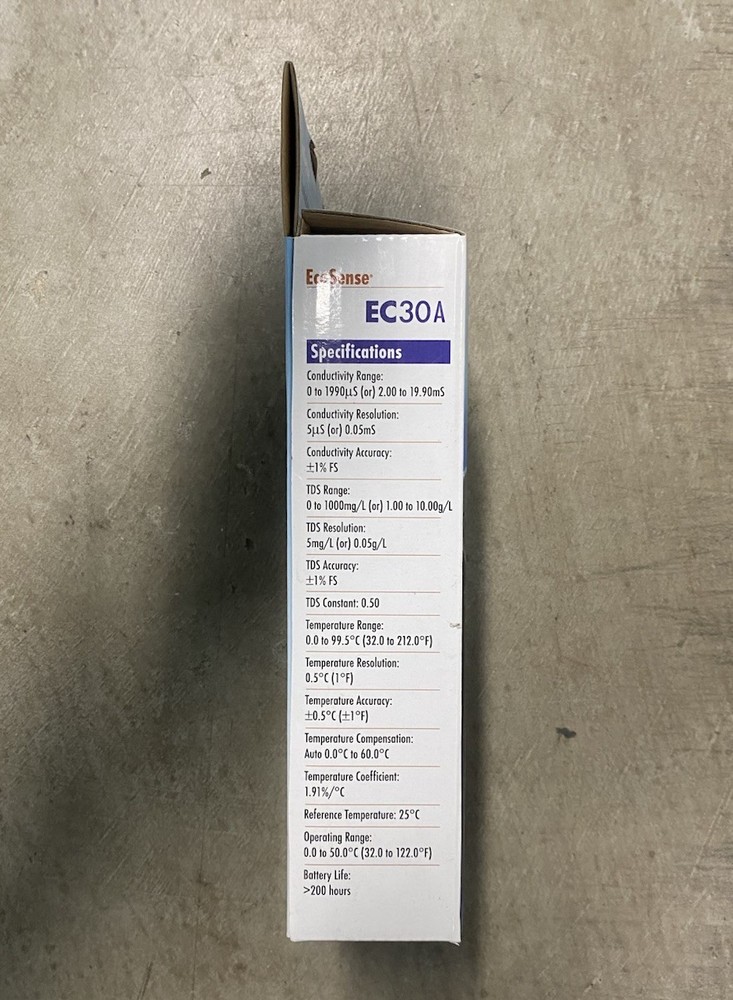 EcoSense®
EC30A
Specifications
Conductivity Range:
0 to 1990µS (or) 2.00 to 19.90mS
Conductivity Resolution:
5µS (or) 0.05mS
Conductivity Accuracy:
±1% FS
TDS Range:
0 to 1000mg/L (or) 1.00 to 10.00g/L
TDS Resolution:
5mg/L (or) 0.05g/L
TDS Accuracy:
±1% FS
TDS Constant: 0.50
Temperature Range:
0.0 to 99.5°C (32.0 to 212.0°F)
Temperature Resolution:
0.5°C (1°F)
Temperature Accuracy:
±0.5°C (±1°F)
Temperature Compensation:
Auto 0.0°C to 60.0°C
Temperature Coefficient:
1.91%/°C
Reference Temperature: 25°C
Operating Range:
0.0 to 50.0°C (32.0 to 122.0°F)
Battery Life:
>200 hours